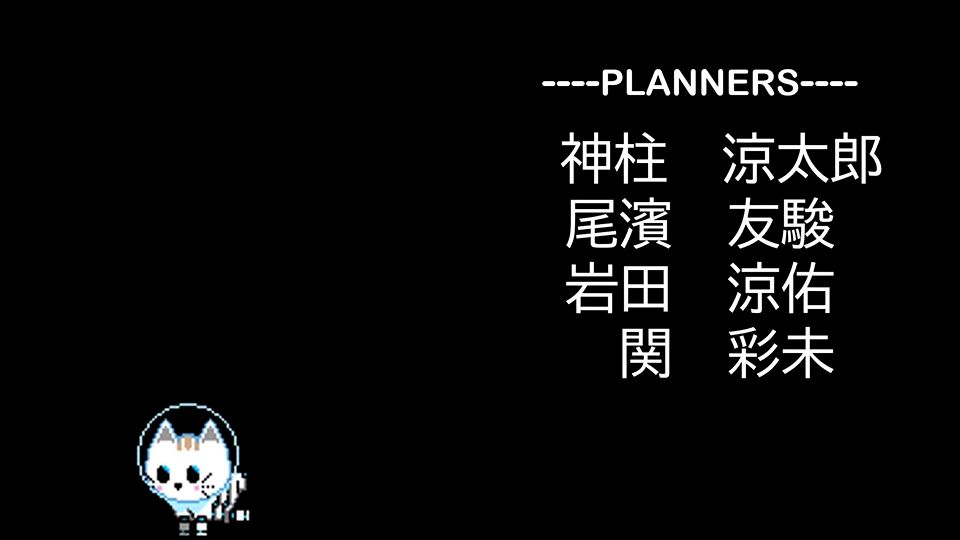 ----PLANNERS----
神柱　涼太郎
尾濱　友駿
岩田　涼佑
関　彩未